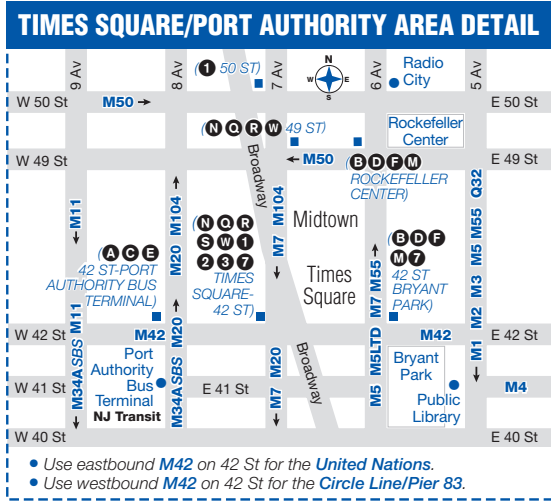 TIMES SQUARE/PORT AUTHORITY AREA DETAIL
9 Av
8 Av
7 Av
6 Av
5 Av
(1 50 ST)
N
W E
S
Radio
City
W 50 St
M50
E 50 St
(N Q R W 49 ST)
Rockefeller
Center
Broadway
W 49 St
M50
(B D F M
ROCKEFELLER
CENTER)
E 49 St
M11
M20 M104
M7 M104
Midtown
Times
Square
M5 M55 Q32
(A C E
42 ST-PORT
AUTHORITY BUS
TERMINAL)
(N Q R
S W 1
2 3 7
TIMES
SQUARE-
42 ST)
(B D F
M 7
42 ST
BRYANT
PARK)
M34A SBS M11
M34A SBS M20
M7 M20
M5 M5LTD M7 M55
M1 M2 M3
W 42 St
M42
M42
E 42 St
Port
Authority
Bus
Terminal
NJ Transit
Broadway
Bryant
Park
Public
Library
W 41 St
E 41 St
M4
W 40 St
E 40 St
• Use eastbound M42 on 42 St for the United Nations.
• Use westbound M42 on 42 St for the Circle Line/Pier 83.